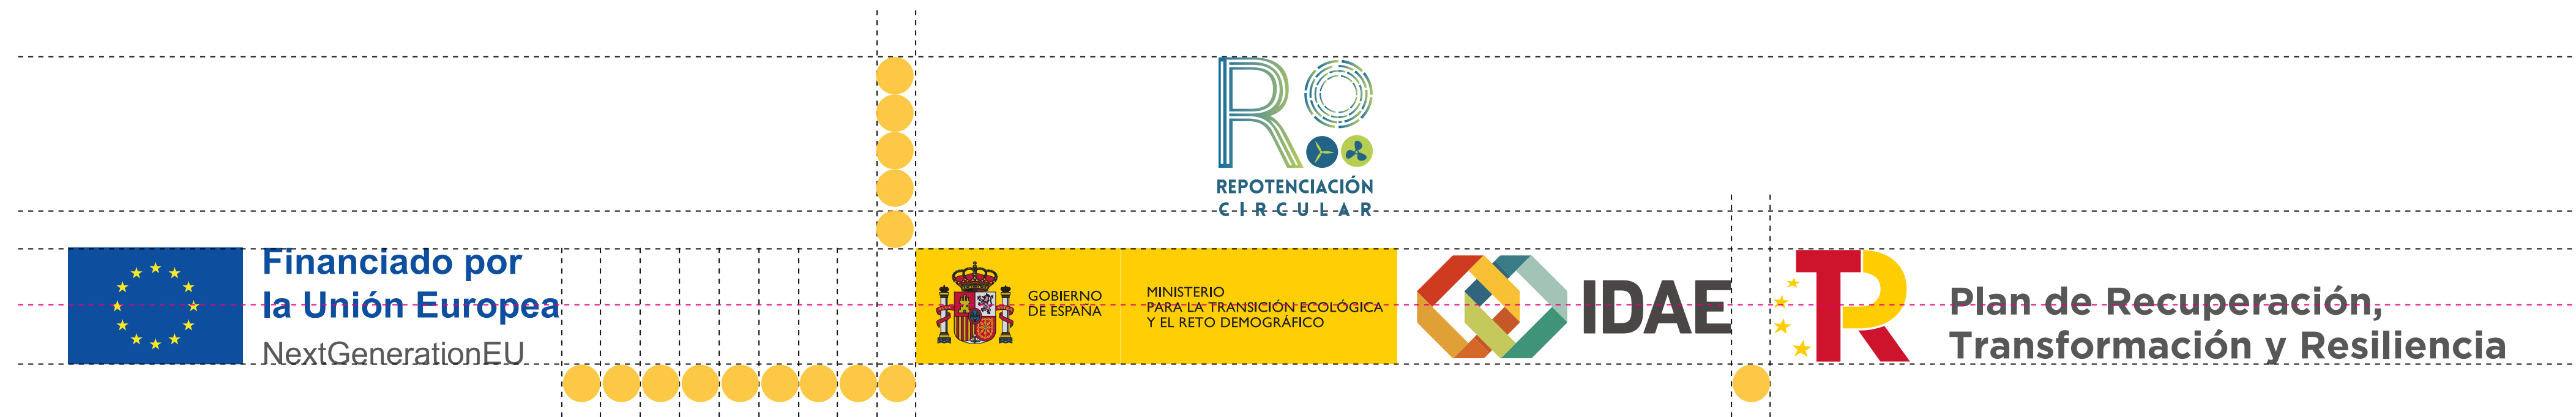 REPOTENCIACIÓN
CIRCULAR
Financiado por
la Unión Europea
NextGenerationEU
GOBIERNO
DE ESPAÑA
MINISTERIO
PARA LA TRANSICIÓN ECOLÓGICA
Y EL RETO DEMOGRÁFICO
IDAE
Plan de Recuperación,
Transformación y Resiliencia